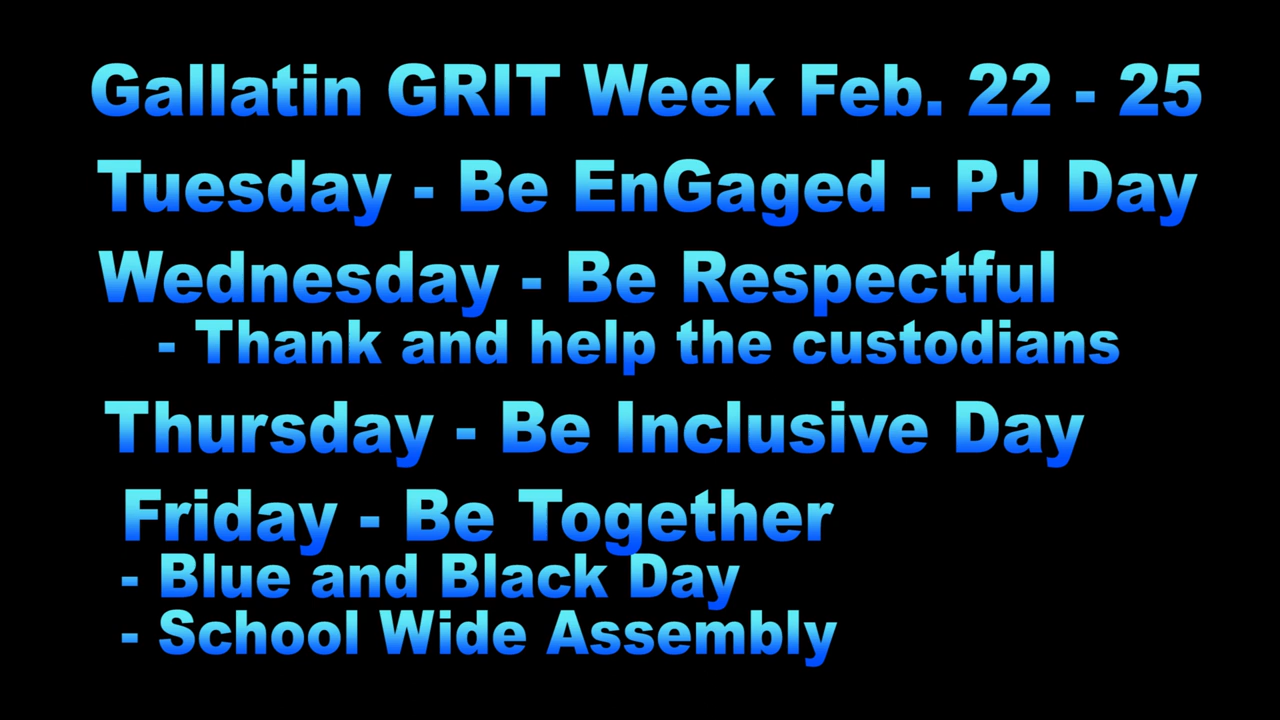 Gallatin GRIT Week Feb. 22 - 25
Tuesday - Be EnGaged - PJ Day
Wednesday - Be Respectful
- Thank and help the custodians
Thursday - Be Inclusive Day
Friday - Be Together
- Blue and Black Day
- School Wide Assembly